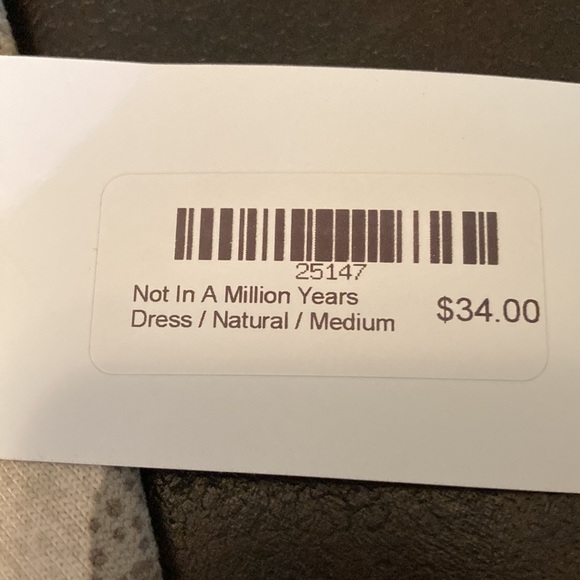 25147
Not In A Million Years
Dress / Natural / Medium
$34.00